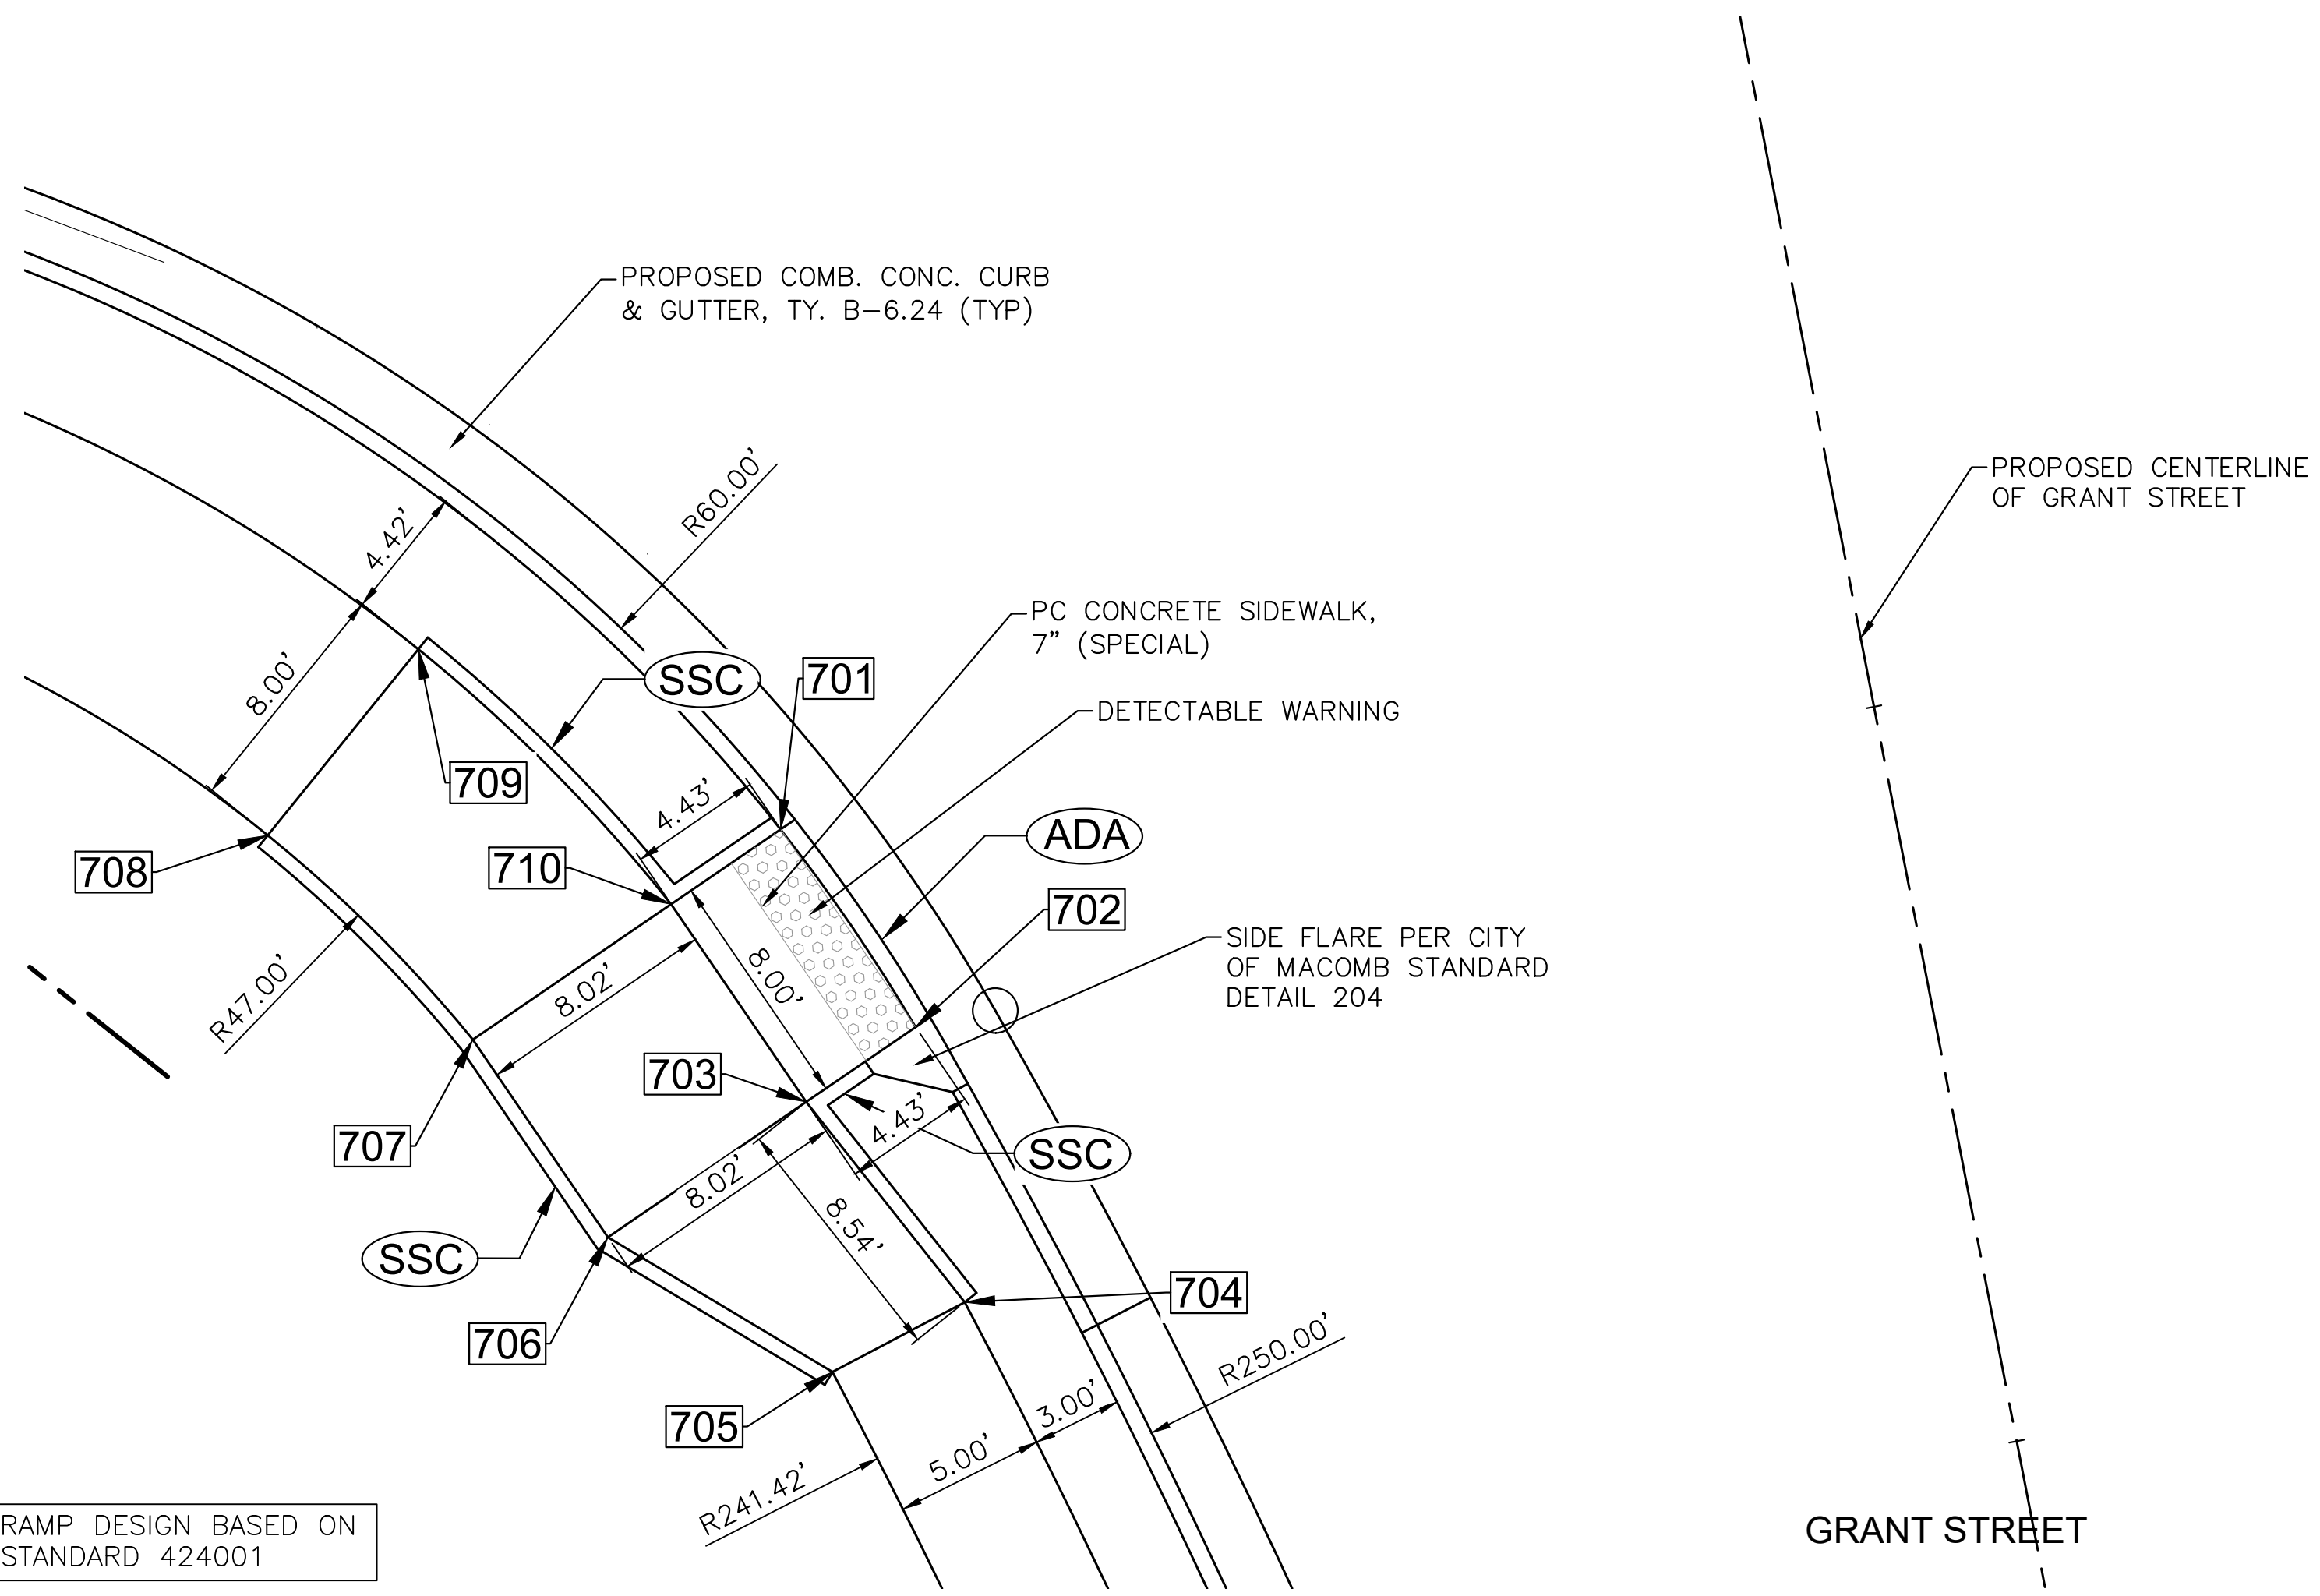 PROPOSED COMB. CONC. CURB
& GUTTER, TY. B-6.24 (TYP)
R60.00'
PROPOSED CENTERLINE
OF GRANT STREET
4.42'
PC CONCRETE SIDEWALK,
7" (SPECIAL)
8.00'
SSC
701
DETECTABLE WARNING
709
4.43'
ADA
708
710
702
SIDE FLARE PER CITY
OF MACOMB STANDARD
DETAIL 204
R47.00'
8.02'
8.00'
703
4.43'
707
SSC
8.02'
8.54'
SSC
704
706
R250.00'
705
3.00'
5.00'
R241.42'
RAMP DESIGN BASED ON
STANDARD 424001
GRANT STREET